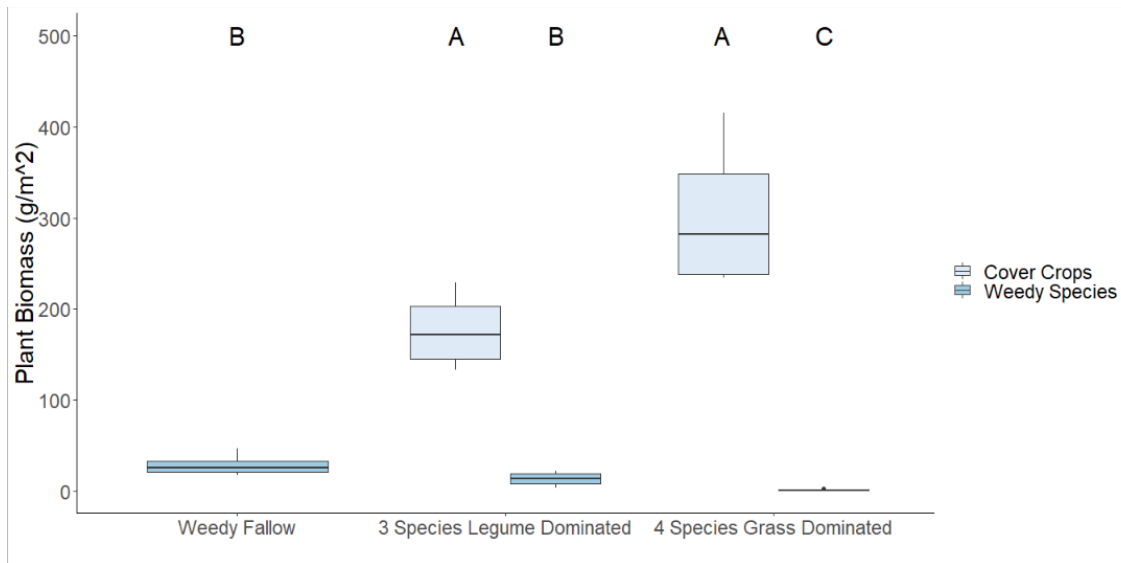 500
B
A
B
A
C
400
300
200
100
0
Plant Biomass (g/m^2)
Cover Crops
Weedy Species
Weedy Fallow
3 Species Legume Dominated
4 Species Grass Dominated